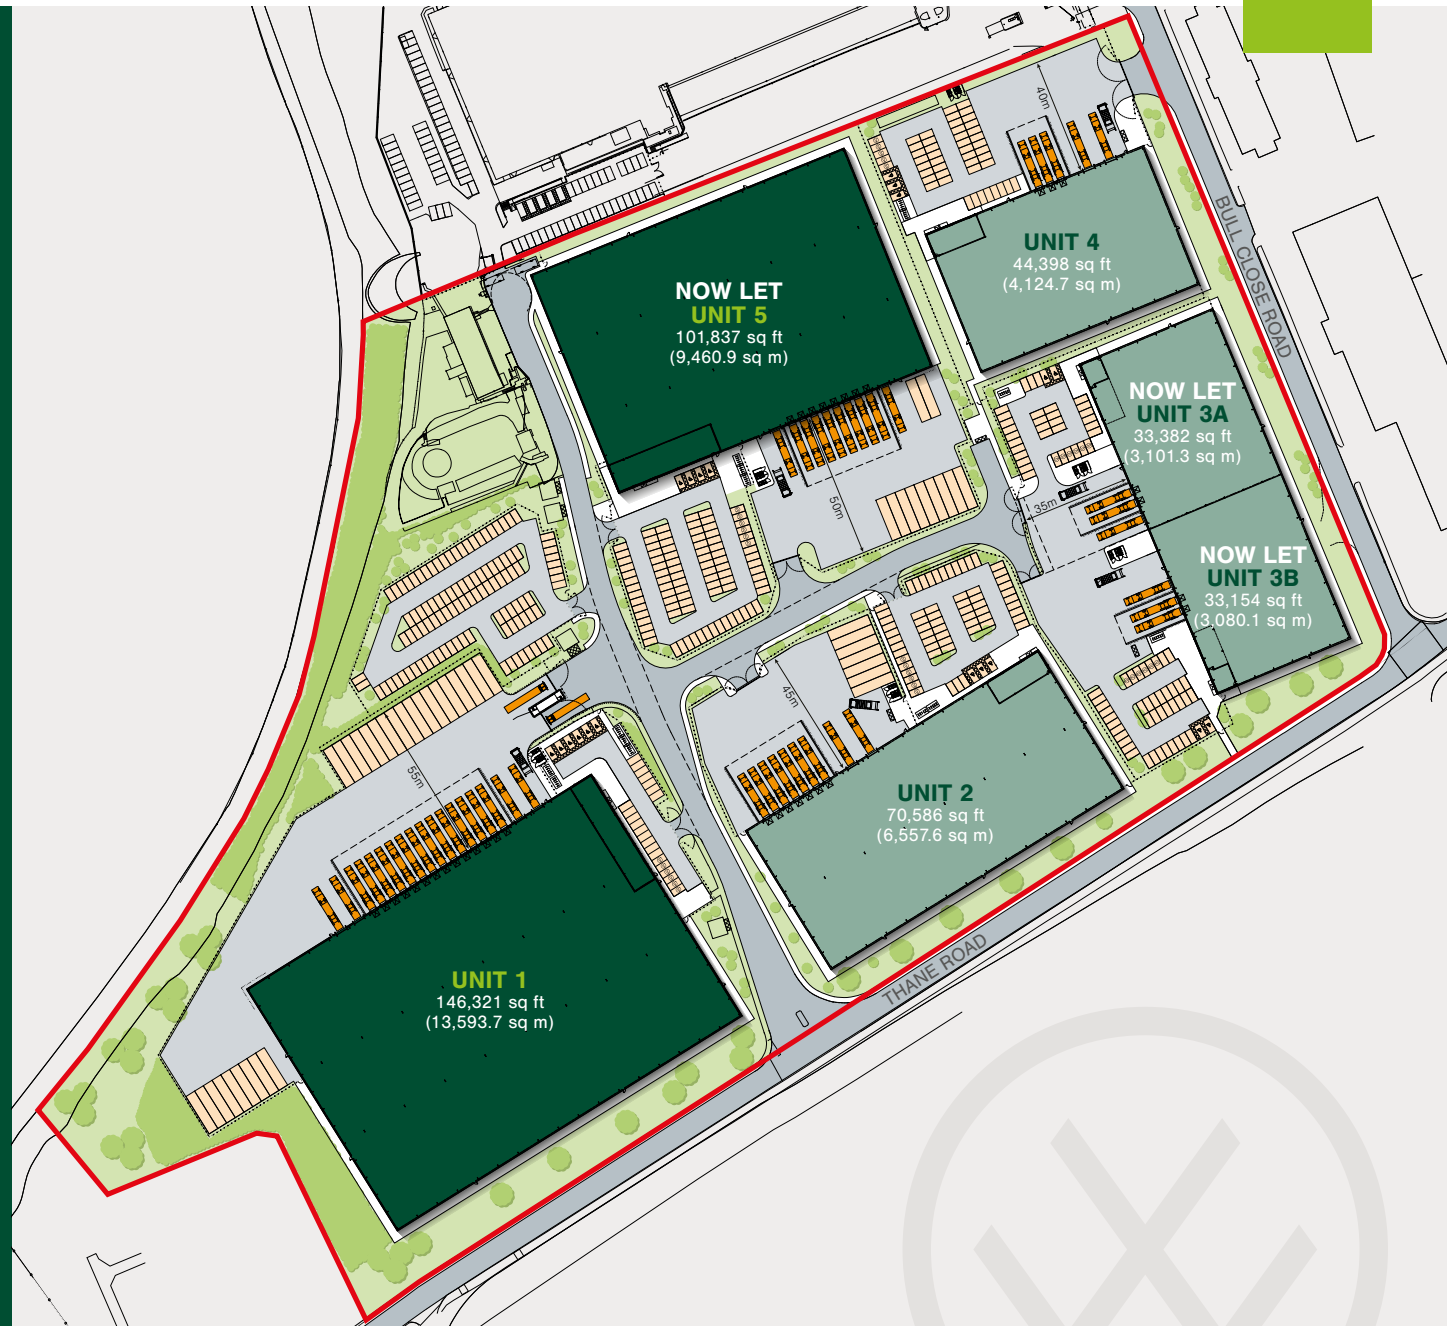 40m
BULL CLOSE ROAD
UNIT 4
44,398 sq ft
(4,124.7 sq m)
NOW LET
UNIT 5
101,837 sq ft
(9,460.9 sq m)
NOW LET
UNIT 3A
33,382 sq ft
(3,101.3 sq m)
50m
35m
NOW LET
UNIT 3B
33,154 sq ft
(3,080.1 sq m)
45m
55m
UNIT 2
70,586 sq ft
(6,557.6 sq m)
THANE ROAD
UNIT 1
146,321 sq ft
(13,593.7 sq m)